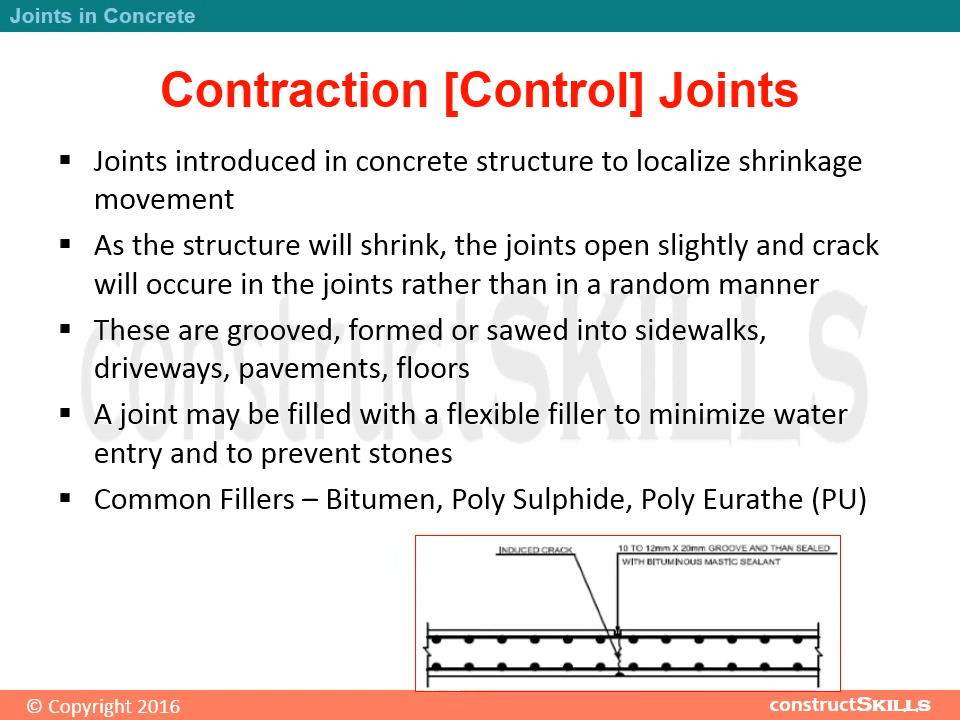 Joints in Concrete
Contraction [Control] Joints
▪ Joints introduced in concrete structure to localize shrinkage
movement
▪ As the structure will shrink, the joints open slightly and crack
will occure in the joints rather than in a random manner
▪ These are grooved, formed or sawed into sidewalks,
driveways, pavements, floors
▪ A joint may be filled with a flexible filler to minimize water
entry and to prevent stones
▪ Common Fillers – Bitumen, Poly Sulphide, Poly Eurathe (PU)
constructSKILLS
INDUCED CRACK
10 TO 12mm X 20mm GROOVE AND THAN SEALED
WITH BITUMINOUS MASTIC SEALANT
© Copyright 2016
constructSKILLS